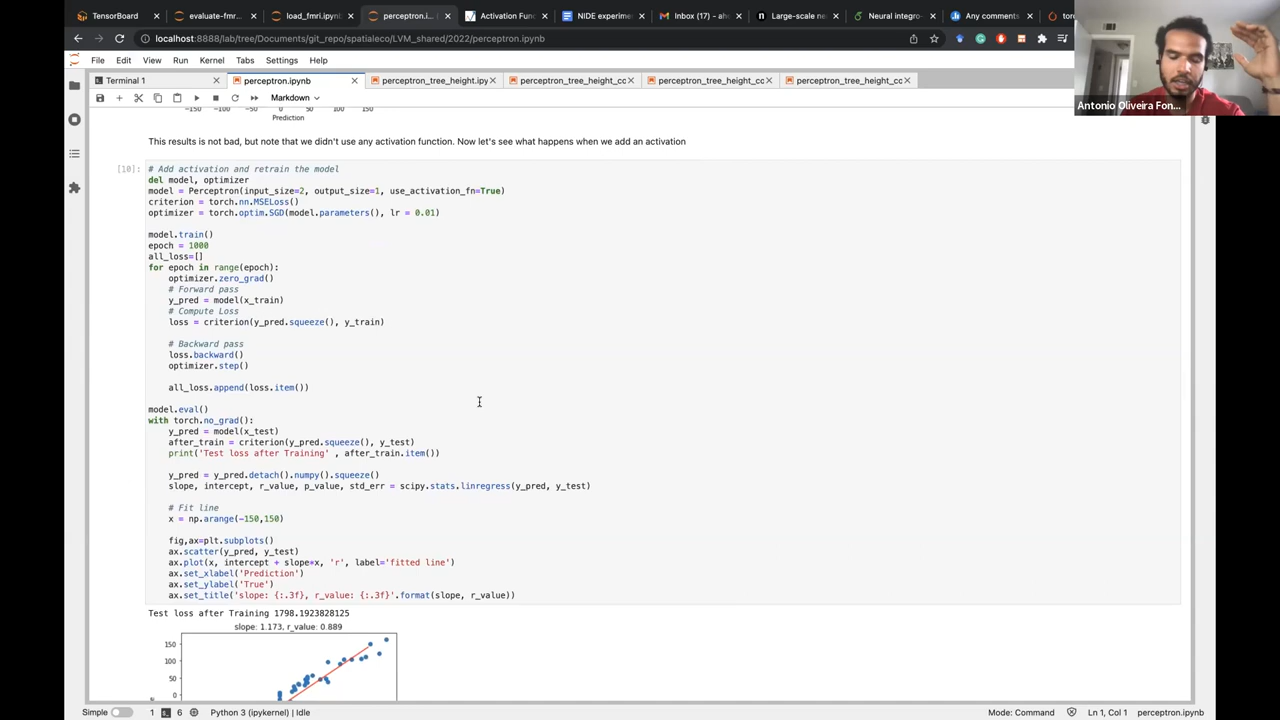 TensorBoard
evaluate-fmr...
load_fmri.ipynb
perceptron.i...
Activation Func
NIDE experime
Inbox (17) - a
Large-scale ne
Neural integro-
Any comments
localhost:8888/lab/tree/Documents/git_repo/spatialeco/LVM_shared/2022/perceptron.ipynb
File Edit View Run Kernel Tabs Settings Help
Antonio Oliveira Fon...
Terminal 1
perceptron.ipynb
perceptron_tree_height.ipy
perceptron_tree_height_cc
perceptron_tree_height_cc
perceptron_tree_height_cc
Markdown
−150 −100 −50 0 50 100 150
Prediction
This results is not bad, but note that we didn't use any activation function. Now let's see what happens when we add an activation
[10]: # Add activation and retrain the model
del model, optimizer
model = Perceptron(input_size=2, output_size=1, use_activation_fn=True)
criterion = torch.nn.MSELoss()
optimizer = torch.optim.SGD(model.parameters(), lr = 0.01)
model.train()
epoch = 1000
all_loss=[]
for epoch in range(epoch):
optimizer.zero_grad()
# Forward pass
y_pred = model(x_train)
# Compute Loss
loss = criterion(y_pred.squeeze(), y_train)
# Backward pass
loss.backward()
optimizer.step()
all_loss.append(loss.item())
model.eval()
with torch.no_grad():
y_pred = model(x_test)
after_train = criterion(y_pred.squeeze(), y_test)
print('Test loss after Training' , after_train.item())
y_pred = y_pred.detach().numpy().squeeze()
slope, intercept, r_value, p_value, std_err = scipy.stats.linregress(y_pred, y_test)
# Fit line
x = np.arange(-150,150)
fig,ax=plt.subplots()
ax.scatter(y_pred, y_test)
ax.plot(x, intercept + slope*x, 'r', label='fitted line')
ax.set_xlabel('Prediction')
ax.set_ylabel('True')
ax.set_title('slope: {:.3f}, r_value: {:.3f}'.format(slope, r_value))
Test loss after Training 1798.1923828125
slope: 1.173, r_value: 0.889
150
100
50
0
Simple 1 6 Python 3 (ipykernel) | Idle
Mode: Command Ln 1, Col 1 perceptron.ipynb